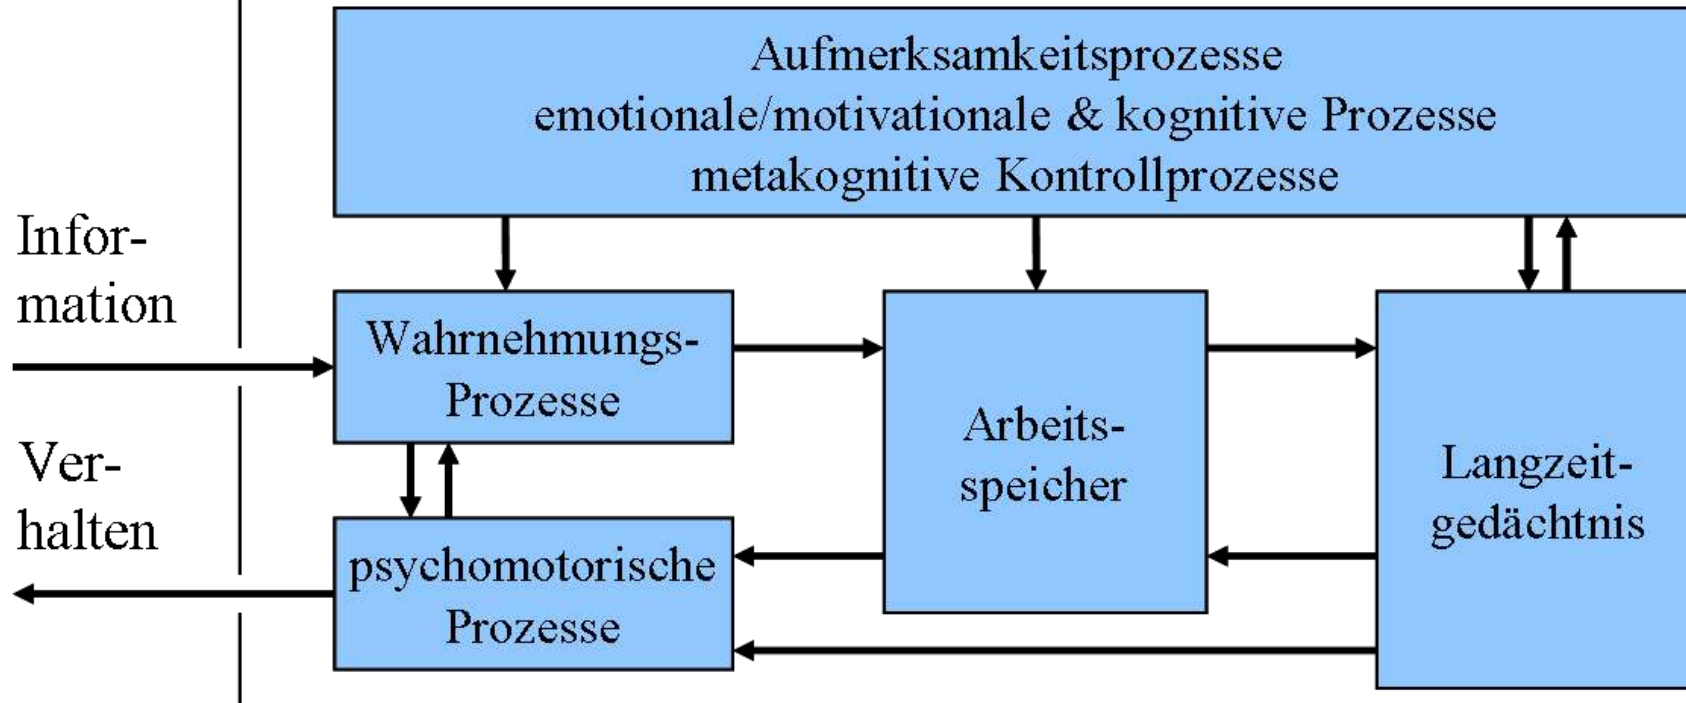 Aufmerksamkeitsprozesse
emotionale/motivationale & kognitive Prozesse
metakognitive Kontrollprozesse
Infor-
mation
Wahrnehmungs-
Prozesse
Arbeits-
speicher
Langzeit-
gedächtnis
Ver-
halten
psychomotorische
Prozesse